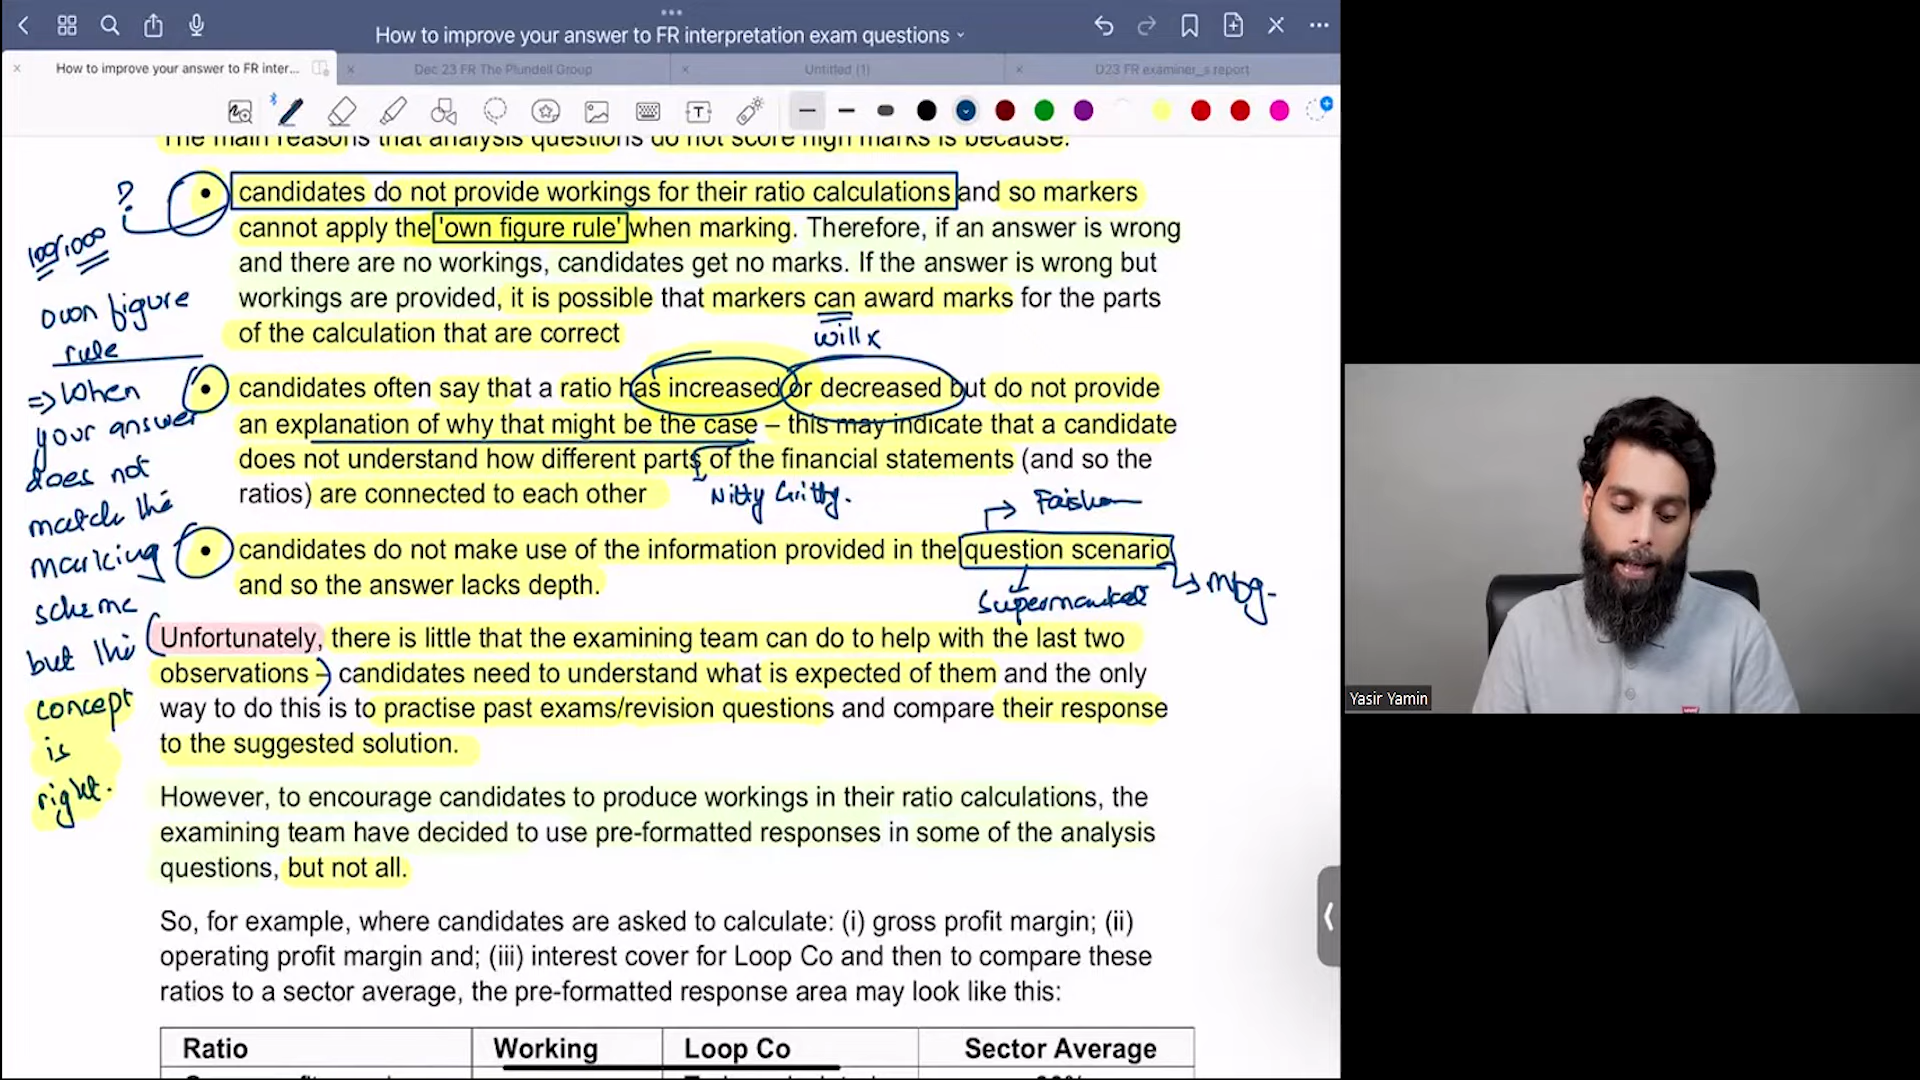 How to improve your answer to FR interpretation exam questions
How to improve your answer to FR inter...
Dec 23 FR The Plundell Group
Untitled (1)
D23 FR examiner_s report
The main reasons that analysis questions do not score high marks is because:
• candidates do not provide workings for their ratio calculations and so markers
cannot apply the 'own figure rule' when marking. Therefore, if an answer is wrong
and there are no workings, candidates get no marks. If the answer is wrong but
workings are provided, it is possible that markers can award marks for the parts
of the calculation that are correct
will x
• candidates often say that a ratio has increased or decreased but do not provide
an explanation of why that might be the case – this may indicate that a candidate
does not understand how different parts of the financial statements (and so the
ratios) are connected to each other
Nitty Gritty.
• candidates do not make use of the information provided in the question scenario
and so the answer lacks depth.
Supermarket
?
100/1000
own figure
rule
⇒ When
your answer
does not
match the
marking
scheme
but the
concept
is
right.
Unfortunately, there is little that the examining team can do to help with the last two
observations – candidates need to understand what is expected of them and the only
way to do this is to practise past exams/revision questions and compare their response
to the suggested solution.
However, to encourage candidates to produce workings in their ratio calculations, the
examining team have decided to use pre-formatted responses in some of the analysis
questions, but not all.
So, for example, where candidates are asked to calculate: (i) gross profit margin; (ii)
operating profit margin and; (iii) interest cover for Loop Co and then to compare these
ratios to a sector average, the pre-formatted response area may look like this:
Ratio Working Loop Co Sector Average
Yasir Yamin